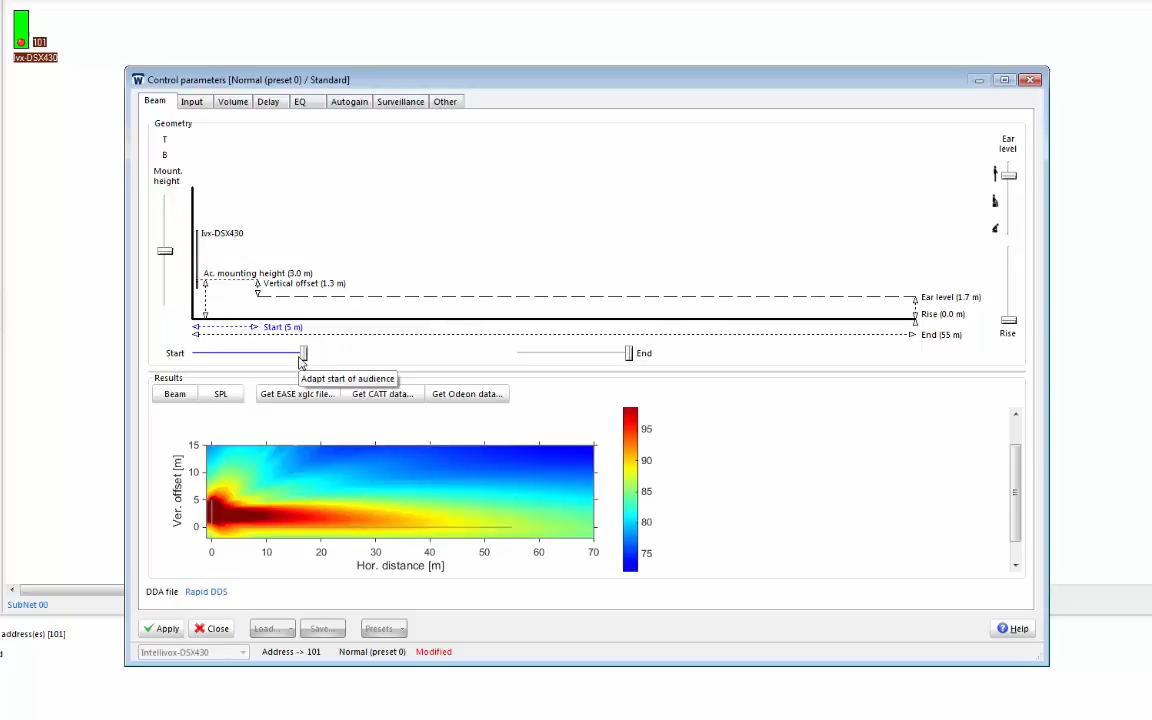 101
Ivx-DSX430
Control parameters [Normal (preset 0) / Standard]
Beam Input Volume Delay EQ Autogain Surveillance Other
Geometry
T
B
Mount.
height
Ear
level
Ivx-DSX430
Ac. mounting height (3.0 m)
Vertical offset (1.3 m)
Ear level (1.7 m)
Rise (0.0 m)
Start (5 m)
End (55 m)
Rise
Start
End
Adapt start of audience
Results
Beam SPL Get EASE xglc file... Get CATT data... Get Odeon data...
15
10
5
0
Ver. offset [m]
0 10 20 30 40 50 60 70
Hor. distance [m]
95
90
85
80
75
DDA file Rapid DDS
SubNet 00
address(es) [101]
d
Apply Close Load... Save... Presets Help
Intellivox-DSX430 Address -> 101 Normal (preset 0) Modified